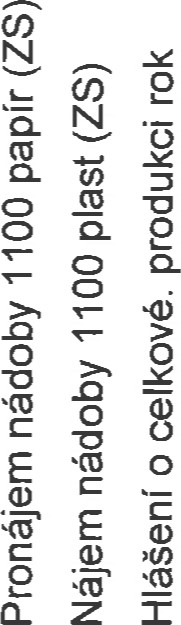 Pronájem nádoby 1100 papír (ZS)
Nájem nádoby 1100 plast (ZS)
Hlášení o celkové. produkci rok